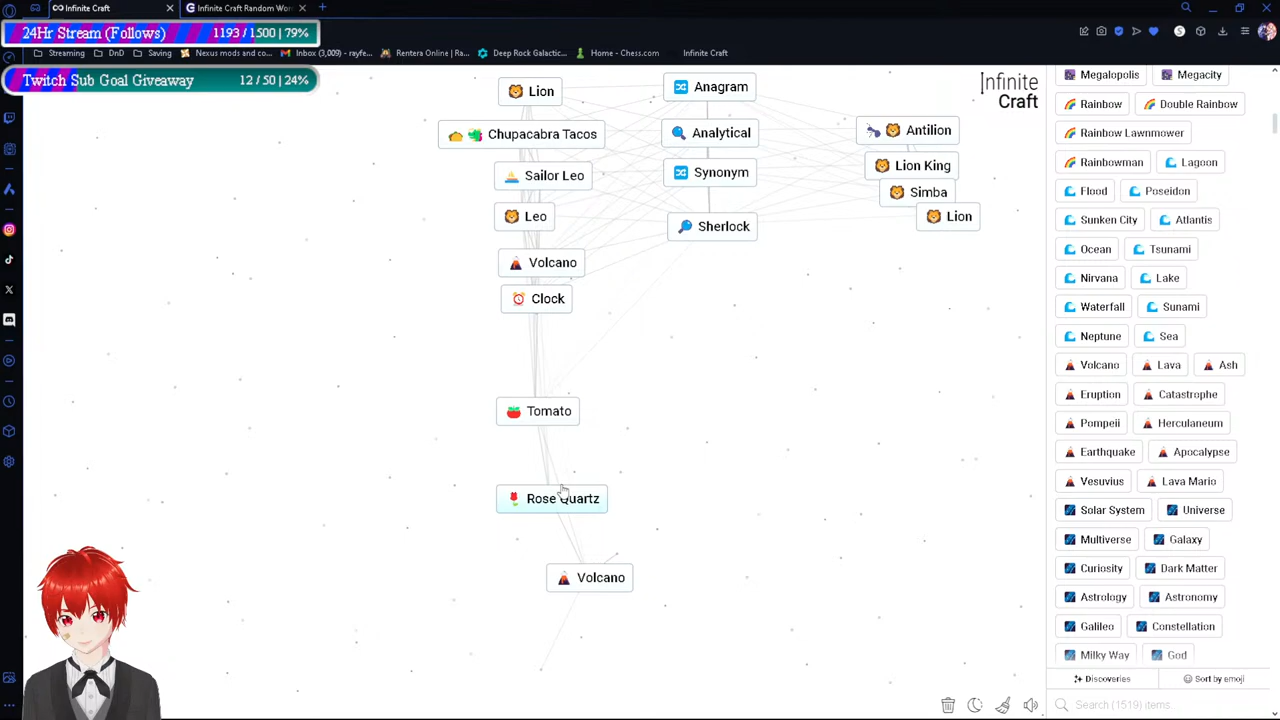 Infinite Craft
Infinite Craft Random Wor
24Hr Stream (Follows) 1193 / 1500 | 79%
Streaming DnD Saving Nexus mods and co... Inbox (3,009) - rayfe... Rentera Online | Ra... Deep Rock Galactic... Home - Chess.com Infinite Craft
Twitch Sub Goal Giveaway 12 / 50 | 24%
Infinite
Craft
Lion
Chupacabra Tacos
Sailor Leo
Leo
Volcano
Clock
Tomato
Rose Quartz
Volcano
Anagram
Analytical
Synonym
Sherlock
Antilion
Lion King
Simba
Lion
Megalopolis Megacity
Rainbow Double Rainbow
Rainbow Lawnmower
Rainbowman Lagoon
Flood Poseidon
Sunken City Atlantis
Ocean Tsunami
Nirvana Lake
Waterfall Sunami
Neptune Sea
Volcano Lava Ash
Eruption Catastrophe
Pompeii Herculaneum
Earthquake Apocalypse
Vesuvius Lava Mario
Solar System Universe
Multiverse Galaxy
Curiosity Dark Matter
Astrology Astronomy
Galileo Constellation
Milky Way God
Discoveries Sort by emoji
Search (1519) items...